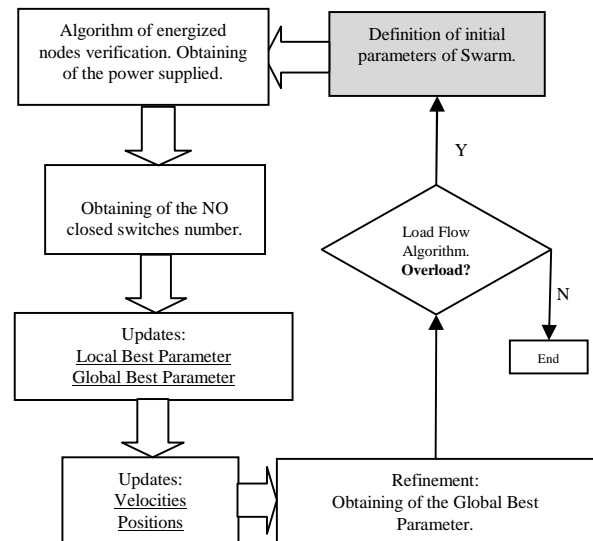 Definition of initial
parameters of Swarm.
Algorithm of energized
nodes verification. Obtaining
of the power supplied.
Obtaining of the NO
closed switches number.
Updates:
Local Best Parameter
Global Best Parameter
Updates:
Velocities
Positions
Refinement:
Obtaining of the Global Best
Parameter.
Load Flow
Algorithm.
Overload?
Y
N
End